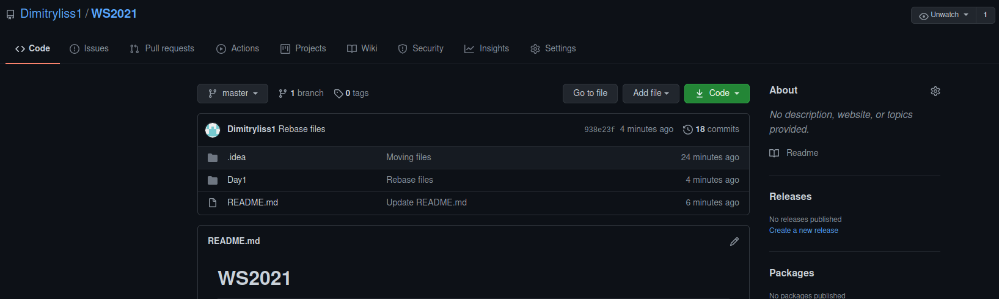 Dimitryliss1 / WS2021
Unwatch 1
Code Issues Pull requests Actions Projects Wiki Security Insights Settings
master 1 branch 0 tags Go to file Add file Code
Dimitryliss1 Rebase files 938e23f 4 minutes ago 18 commits
.idea Moving files 24 minutes ago
Day1 Rebase files 4 minutes ago
README.md Update README.md 6 minutes ago
README.md
WS2021
About
No description, website, or topics
provided.
Readme
Releases
No releases published
Create a new release
Packages
No packages published